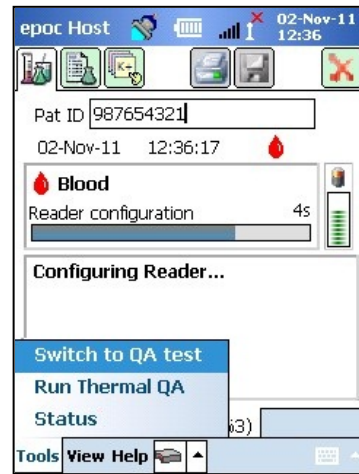 epoc Host
02-Nov-11
12:36
K+
Pat ID 987654321
02-Nov-11 12:36:17
Blood
Reader configuration 4s
Configuring Reader...
Switch to QA test
Run Thermal QA
Status
63)
Tools View Help